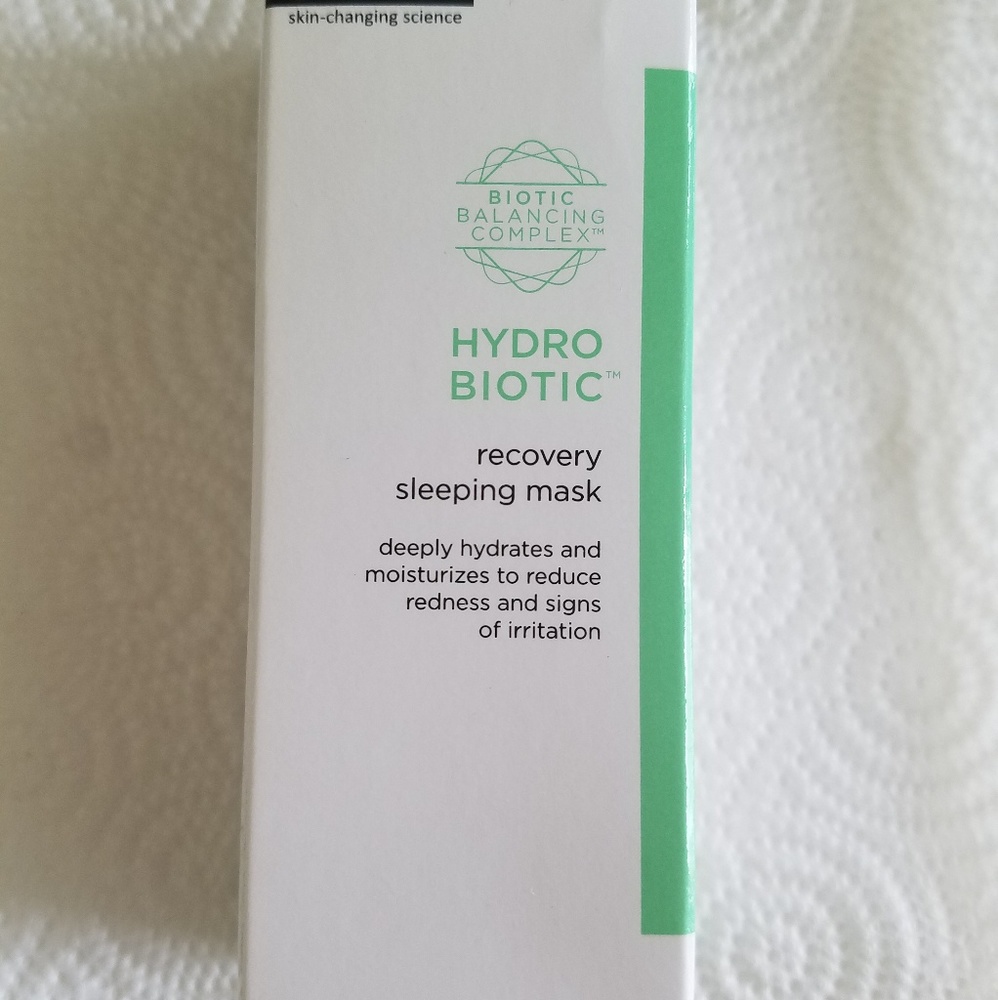 skin-changing science
BIOTIC
BALANCING
COMPLEX™
HYDRO
BIOTIC™
recovery
sleeping mask
deeply hydrates and
moisturizes to reduce
redness and signs
of irritation